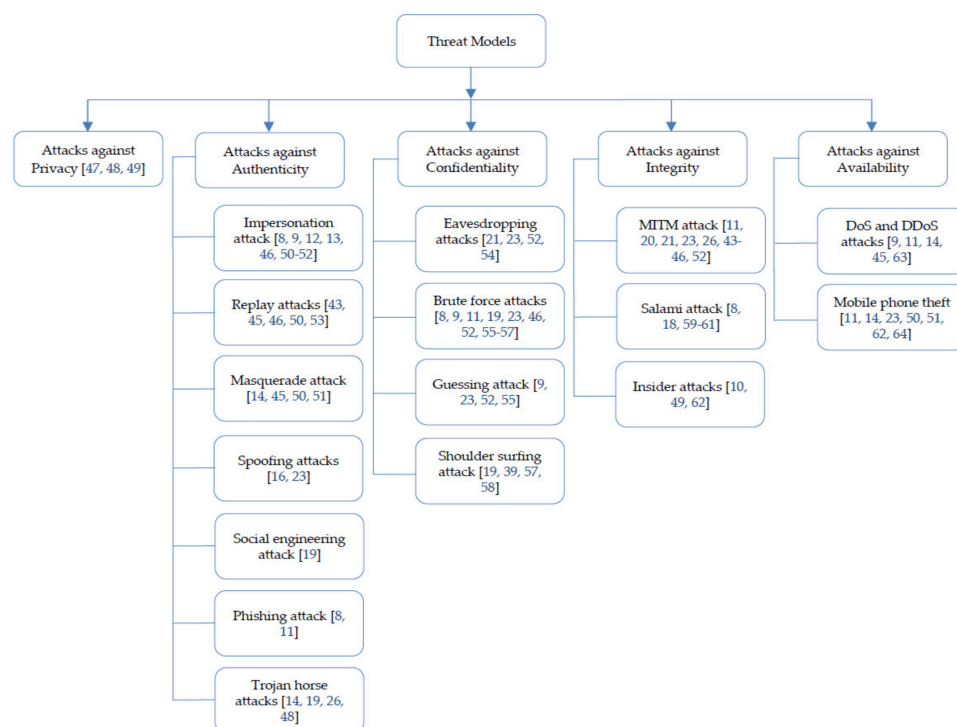 Threat Models
Attacks against
Privacy [47, 48, 49]
Attacks against
Authenticity
Impersonation
attack [8, 9, 12, 13,
46, 50-52]
Replay attacks [43,
45, 46, 50, 53]
Masquerade attack
[14, 45, 50, 51]
Spoofing attacks
[16, 23]
Social engineering
attack [19]
Phishing attack [8,
11]
Trojan horse
attacks [14, 19, 26,
48]
Attacks against
Confidentiality
Eavesdropping
attacks [21, 23, 52,
54]
Brute force attacks
[8, 9, 11, 19, 23, 46,
52, 55-57]
Guessing attack [9,
23, 52, 55]
Shoulder surfing
attack [19, 39, 57,
58]
Attacks against
Integrity
MITM attack [11,
20, 21, 23, 26, 43-
46, 52]
Salami attack [8,
18, 59-61]
Insider attacks [10,
49, 62]
Attacks against
Availability
DoS and DDoS
attacks [9, 11, 14,
45, 63]
Mobile phone theft
[11, 14, 23, 50, 51,
62, 64]